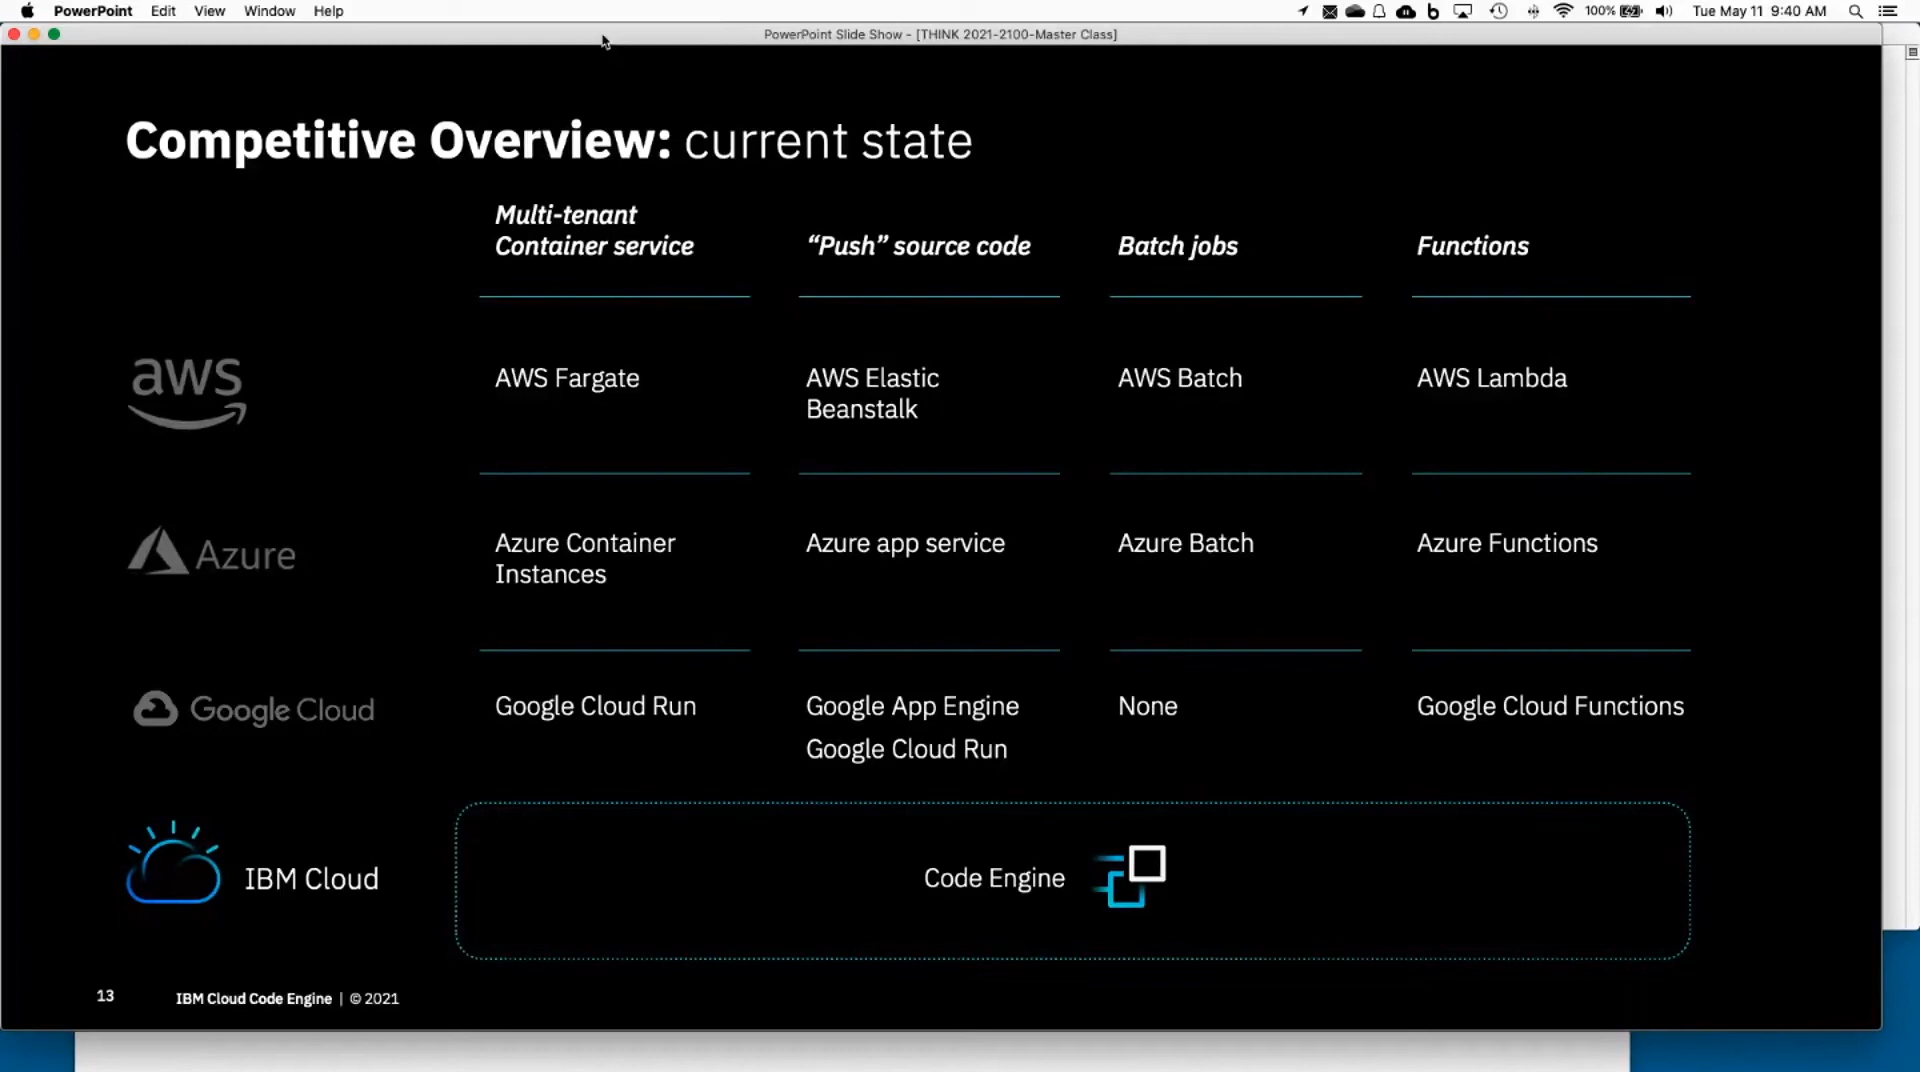 PowerPoint Edit View Window Help
100% Tue May 11 9:40 AM
PowerPoint Slide Show - [THINK 2021-2100-Master Class]
Competitive Overview: current state
Multi-tenant
Container service
“Push” source code
Batch jobs
Functions
aws
AWS Fargate
AWS Elastic
Beanstalk
AWS Batch
AWS Lambda
Azure
Azure Container
Instances
Azure app service
Azure Batch
Azure Functions
Google Cloud
Google Cloud Run
Google App Engine
Google Cloud Run
None
Google Cloud Functions
IBM Cloud
Code Engine
13
IBM Cloud Code Engine | © 2021